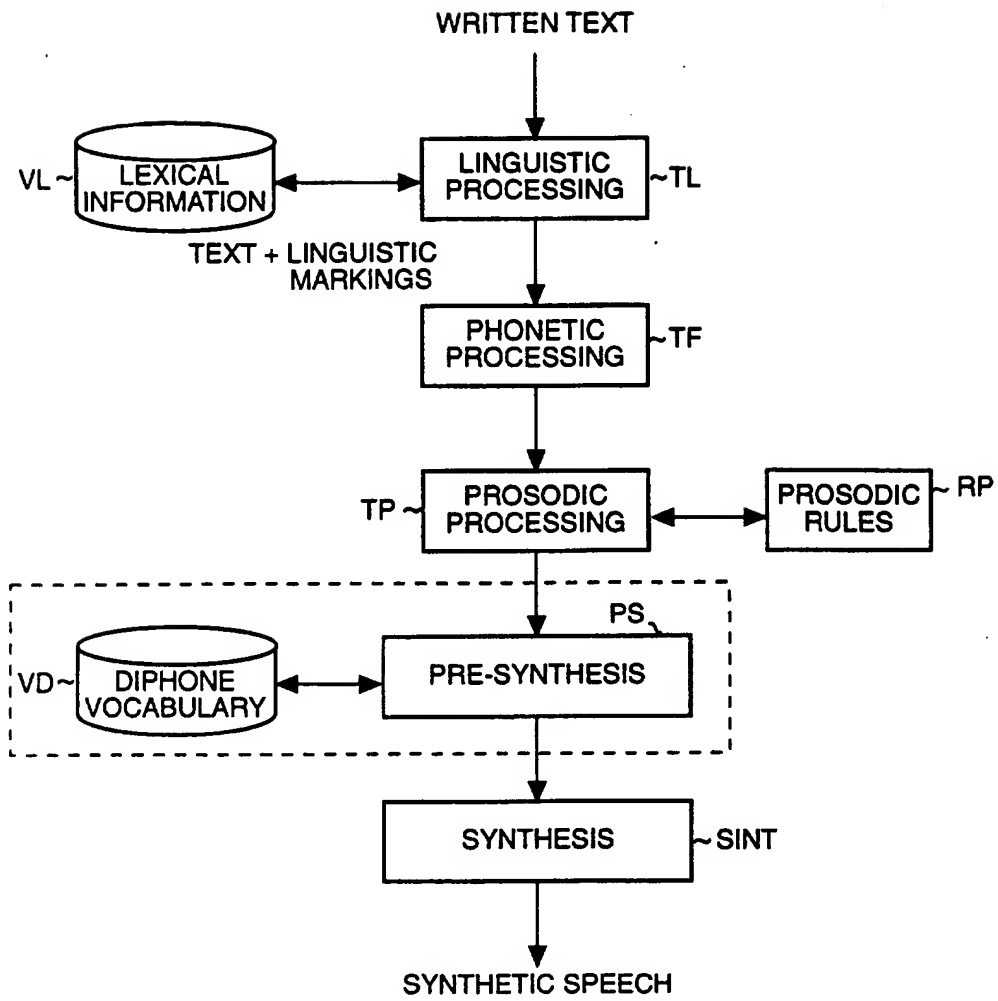 WRITTEN TEXT
VL
LEXICAL
INFORMATION
LINGUISTIC
PROCESSING
TL
TEXT + LINGUISTIC
MARKINGS
PHONETIC
PROCESSING
TF
TP
PROSODIC
PROCESSING
PROSODIC
RULES
RP
PS
VD
DIPHONE
VOCABULARY
PRE-SYNTHESIS
SYNTHESIS
SINT
SYNTHETIC SPEECH